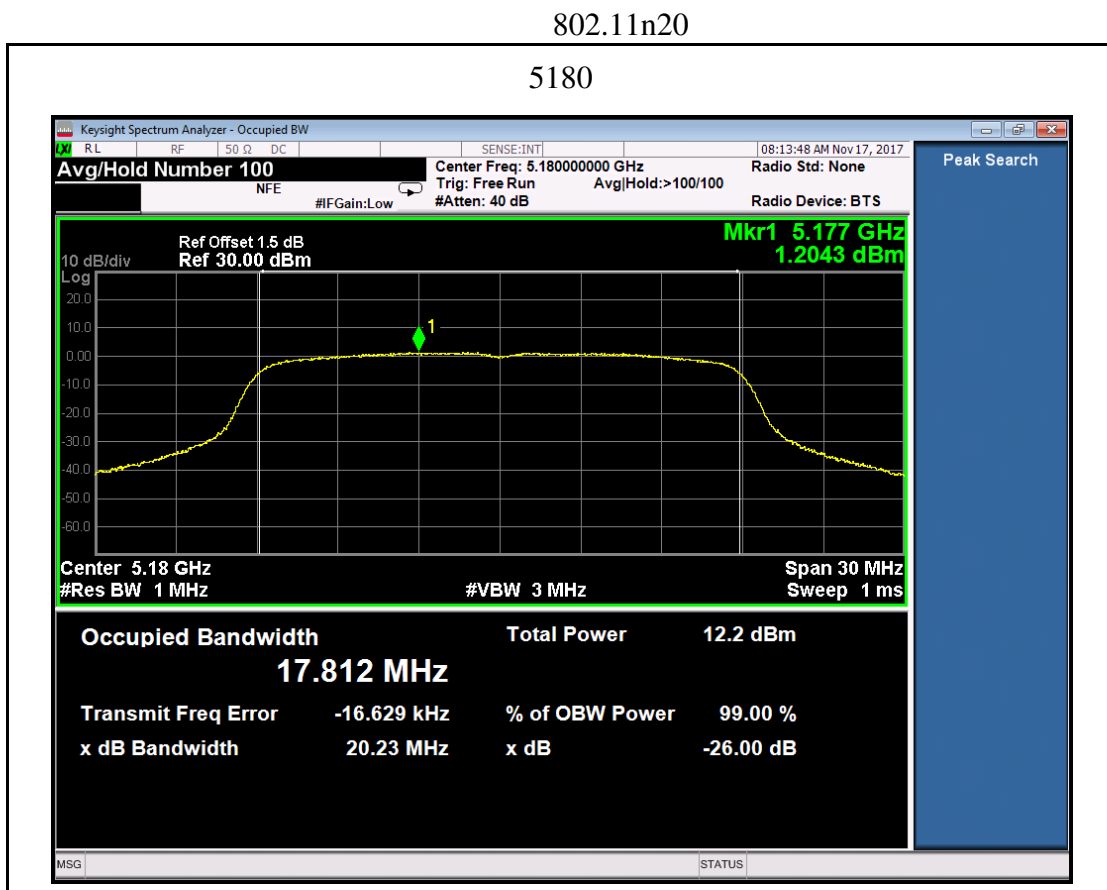 802.11n20
5180
Keysight Spectrum Analyzer - Occupied BW
LXI RL RF 50 Ω DC SENSE:INT 08:13:48 AM Nov 17, 2017
Avg/Hold Number 100 Center Freq: 5.180000000 GHz Radio Std: None Peak Search
NFE Trig: Free Run Avg|Hold:>100/100
#IFGain:Low #Atten: 40 dB Radio Device: BTS
Mkr1 5.177 GHz
Ref Offset 1.5 dB 1.2043 dBm
10 dB/div Ref 30.00 dBm
Log
20.0
10.0 1
0.00
-10.0
-20.0
-30.0
-40.0
-50.0
-60.0
Center 5.18 GHz Span 30 MHz
#Res BW 1 MHz #VBW 3 MHz Sweep 1 ms
Occupied Bandwidth Total Power 12.2 dBm
17.812 MHz
Transmit Freq Error -16.629 kHz % of OBW Power 99.00 %
x dB Bandwidth 20.23 MHz x dB -26.00 dB
MSG STATUS